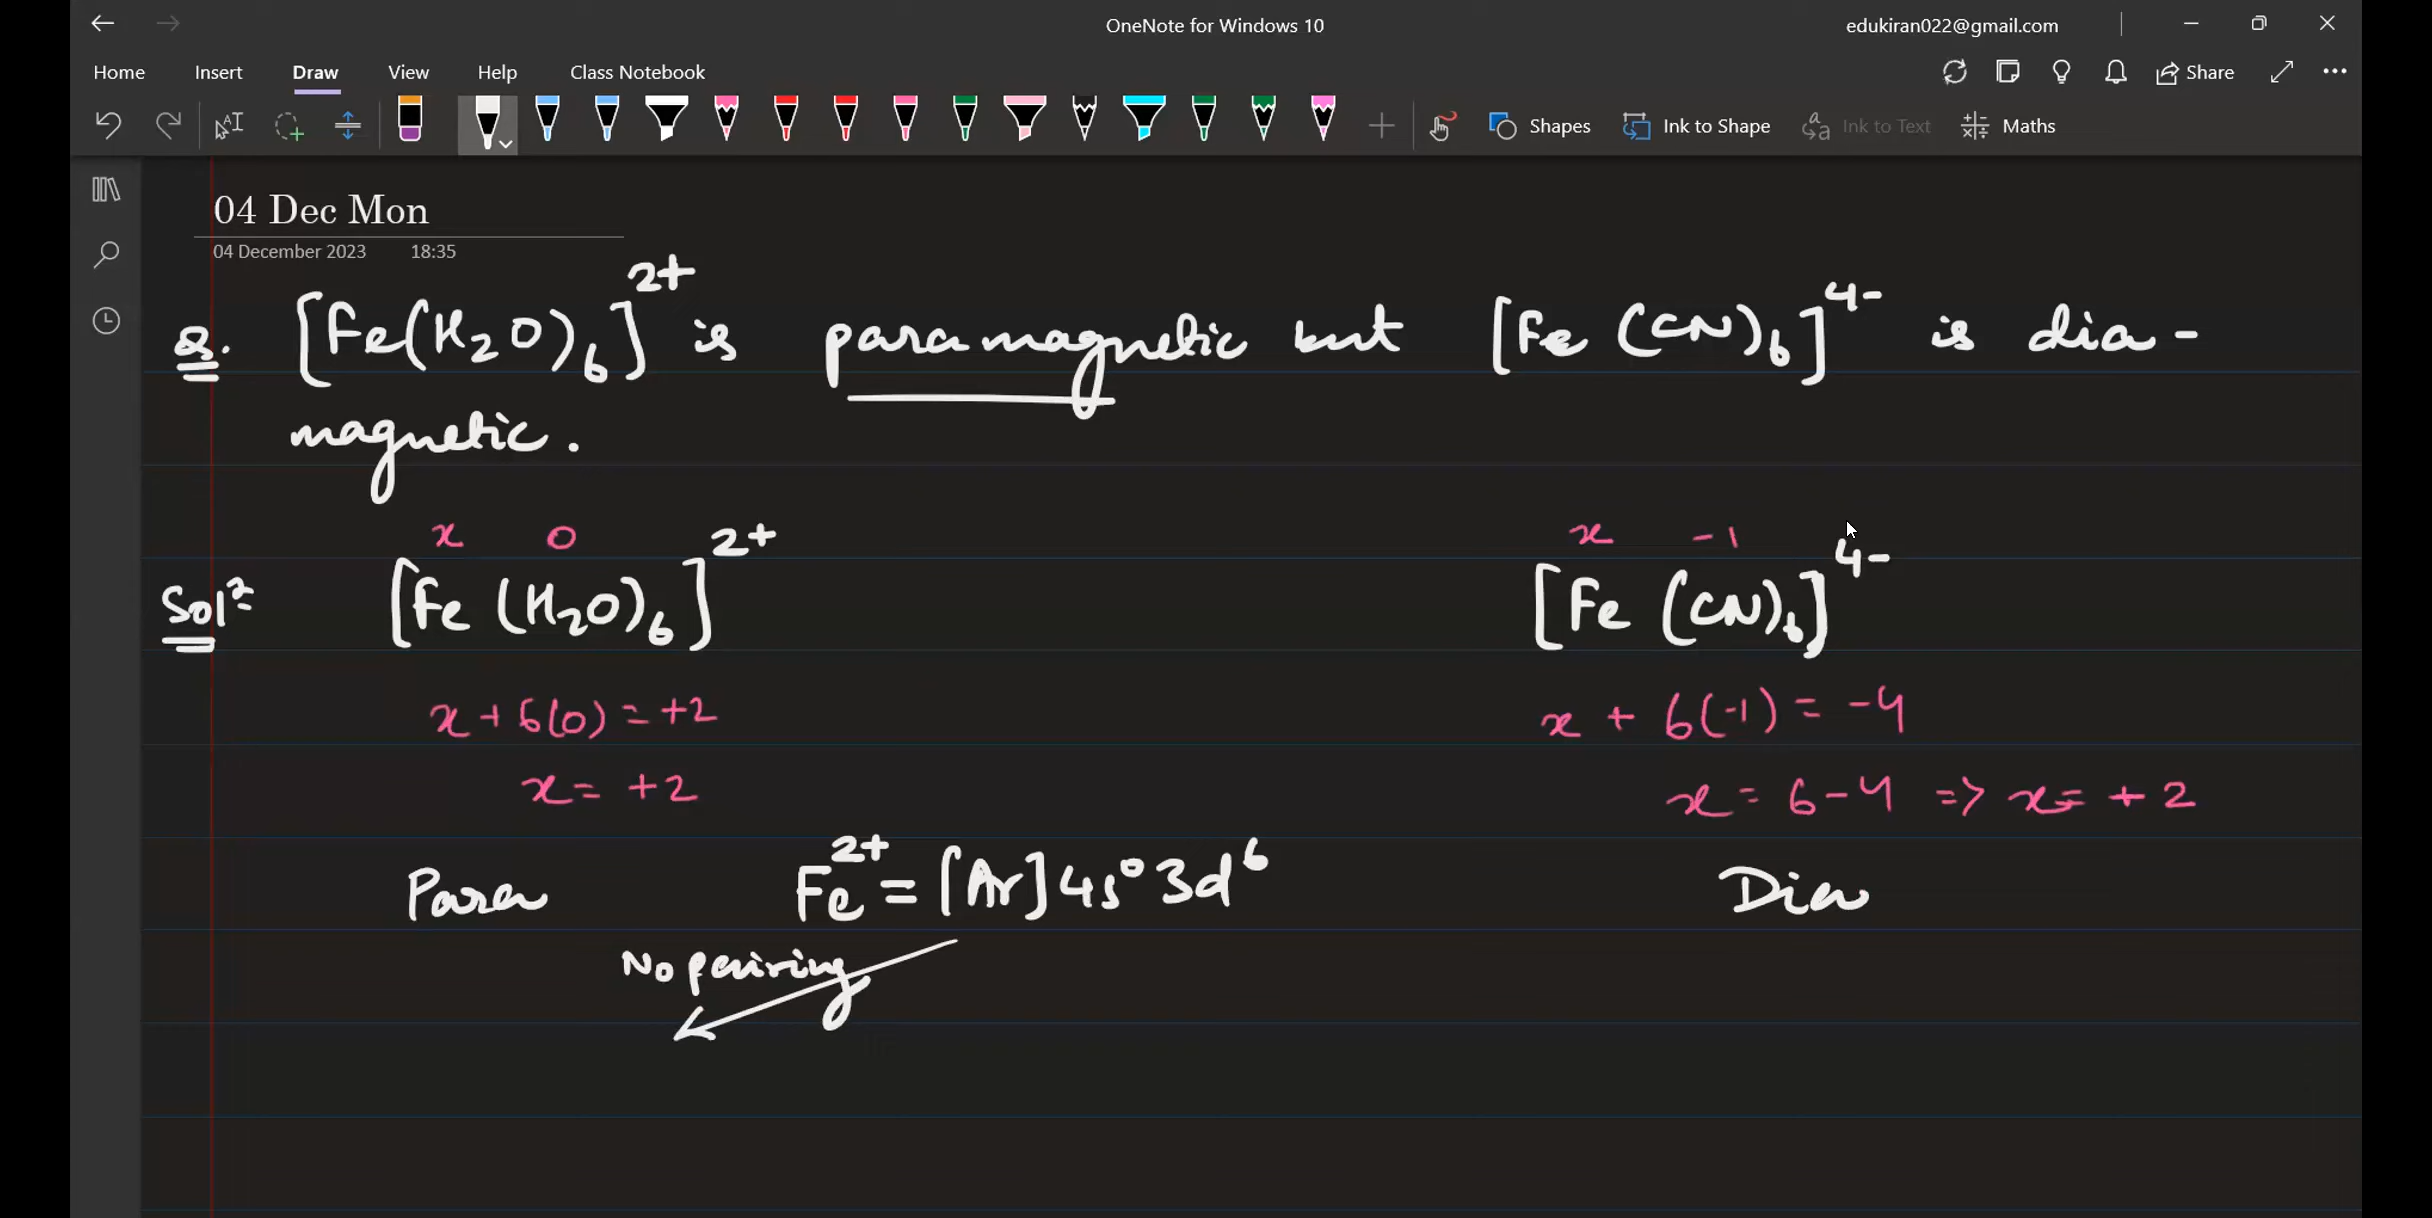 OneNote for Windows 10
edukiran022@gmail.com
Home Insert Draw View Help Class Notebook
Share
Shapes Ink to Shape Ink to Text Maths
04 Dec Mon
04 December 2023 18:35
Q. [Fe(H₂O)₆]²⁺ is paramagnetic but [Fe(CN)₆]⁴⁻ is dia-
magnetic.
x 0 x -1
Solⁿ [Fe(H₂O)₆]²⁺ [Fe(CN)₆]⁴⁻
x + 6(0) = +2 x + 6(-1) = -4
x = +2 x = 6 - 4 => x = + 2
Para Fe²⁺ = [Ar] 4s⁰ 3d⁶ Dia
No pairing